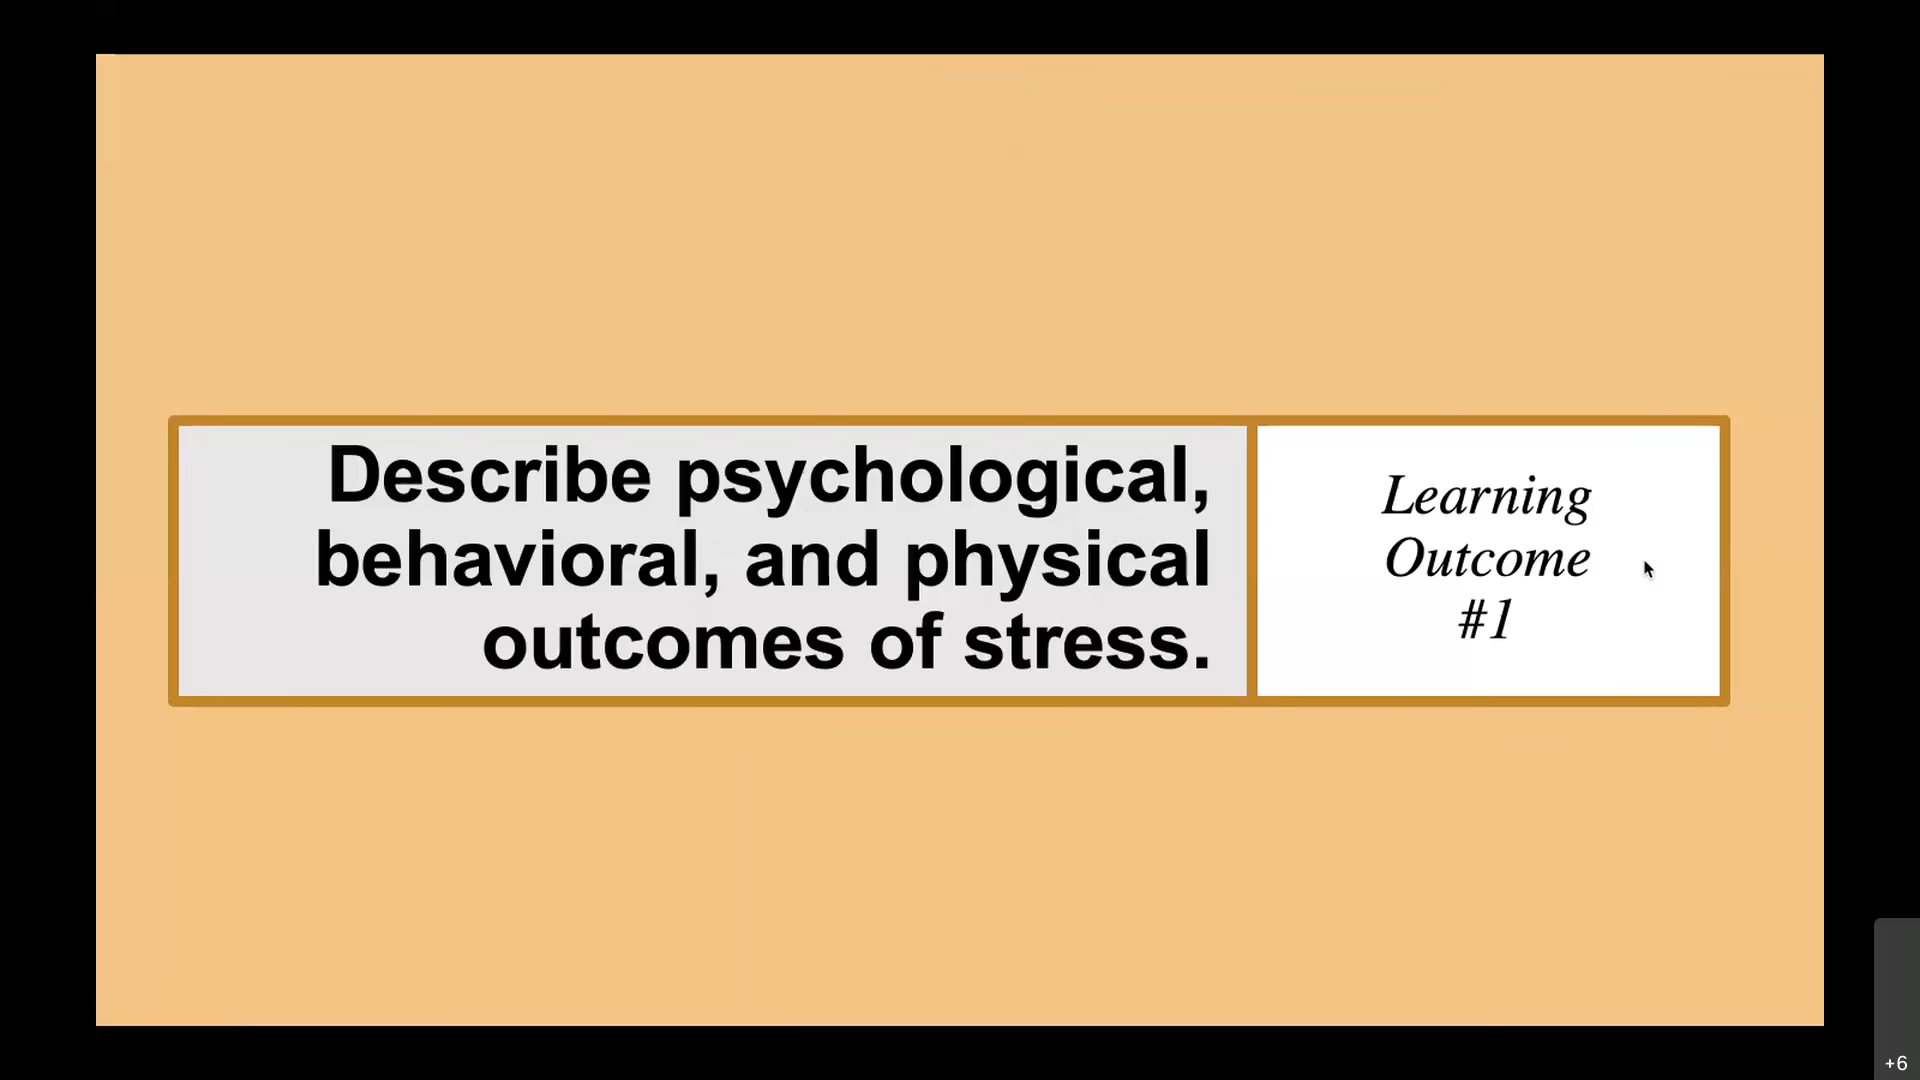 Describe psychological,
behavioral, and physical
outcomes of stress.
Learning
Outcome
#1
+6